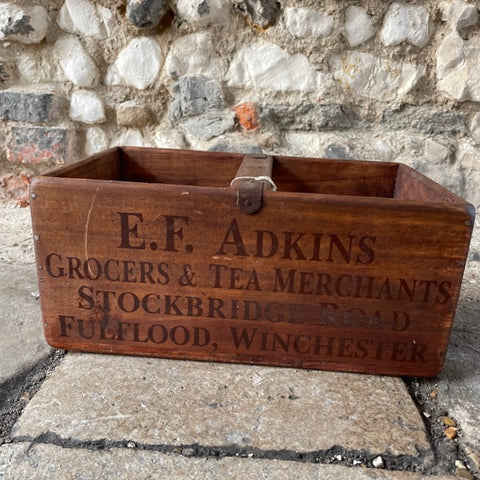 E.F. ADKINS
GROCERS & TEA MERCHANTS
STOCKBRIDGE ROAD
FULFLOOD, WINCHESTER